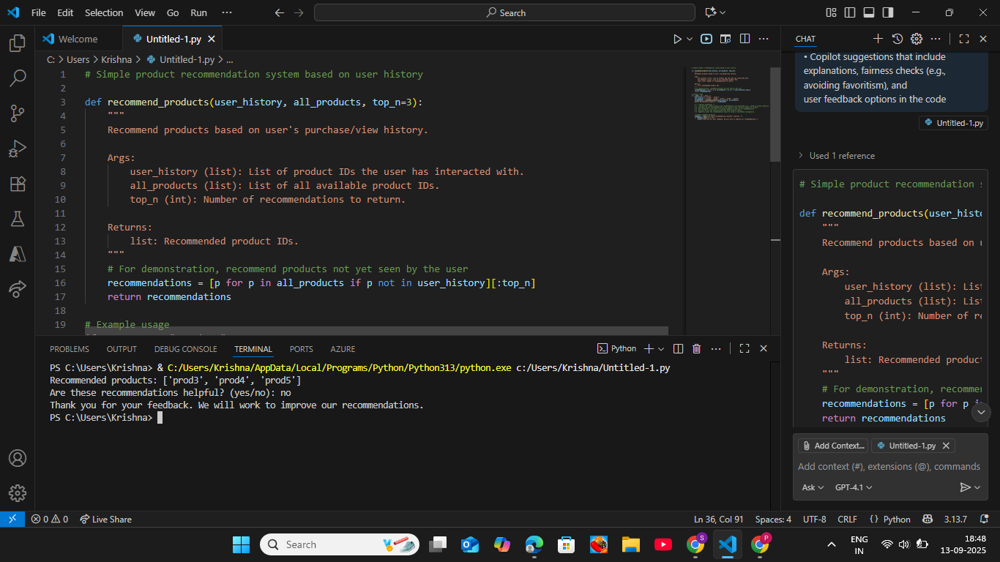 File Edit Selection View Go Run ··· Search
Welcome Untitled-1.py
C: > Users > Krishna > Untitled-1.py > ...
1 # Simple product recommendation system based on user history
2
3 def recommend_products(user_history, all_products, top_n=3):
4 """
5 Recommend products based on user's purchase/view history.
6
7 Args:
8 user_history (list): List of product IDs the user has interacted with.
9 all_products (list): List of all available product IDs.
10 top_n (int): Number of recommendations to return.
11
12 Returns:
13 list: Recommended product IDs.
14 """
15 # For demonstration, recommend products not yet seen by the user
16 recommendations = [p for p in all_products if p not in user_history][:top_n]
17 return recommendations
18
19 # Example usage
PROBLEMS OUTPUT DEBUG CONSOLE TERMINAL PORTS AZURE Python
PS C:\Users\Krishna> & C:/Users/Krishna/AppData/Local/Programs/Python/Python313/python.exe c:/Users/Krishna/Untitled-1.py
Recommended products: ['prod3', 'prod4', 'prod5']
Are these recommendations helpful? (yes/no): no
Thank you for your feedback. We will work to improve our recommendations.
PS C:\Users\Krishna>
CHAT
• Copilot suggestions that include
explanations, fairness checks (e.g.,
avoiding favoritism), and
user feedback options in the code
Untitled-1.py
Used 1 reference
# Simple product recommendation
def recommend_products(user_histo
"""
Recommend products based on
Args:
user_history (list): List
all_products (list): List
top_n (int): Number of re
Returns:
list: Recommended product
"""
# For demonstration, recommen
recommendations = [p for p i
return recommendations
Add Context... Untitled-1.py
Add context (#), extensions (@), commands
Ask GPT-4.1
0 0 Live Share Ln 36, Col 91 Spaces: 4 UTF-8 CRLF {} Python 3.13.7
Search S P ENG
IN
18:48
13-09-2025